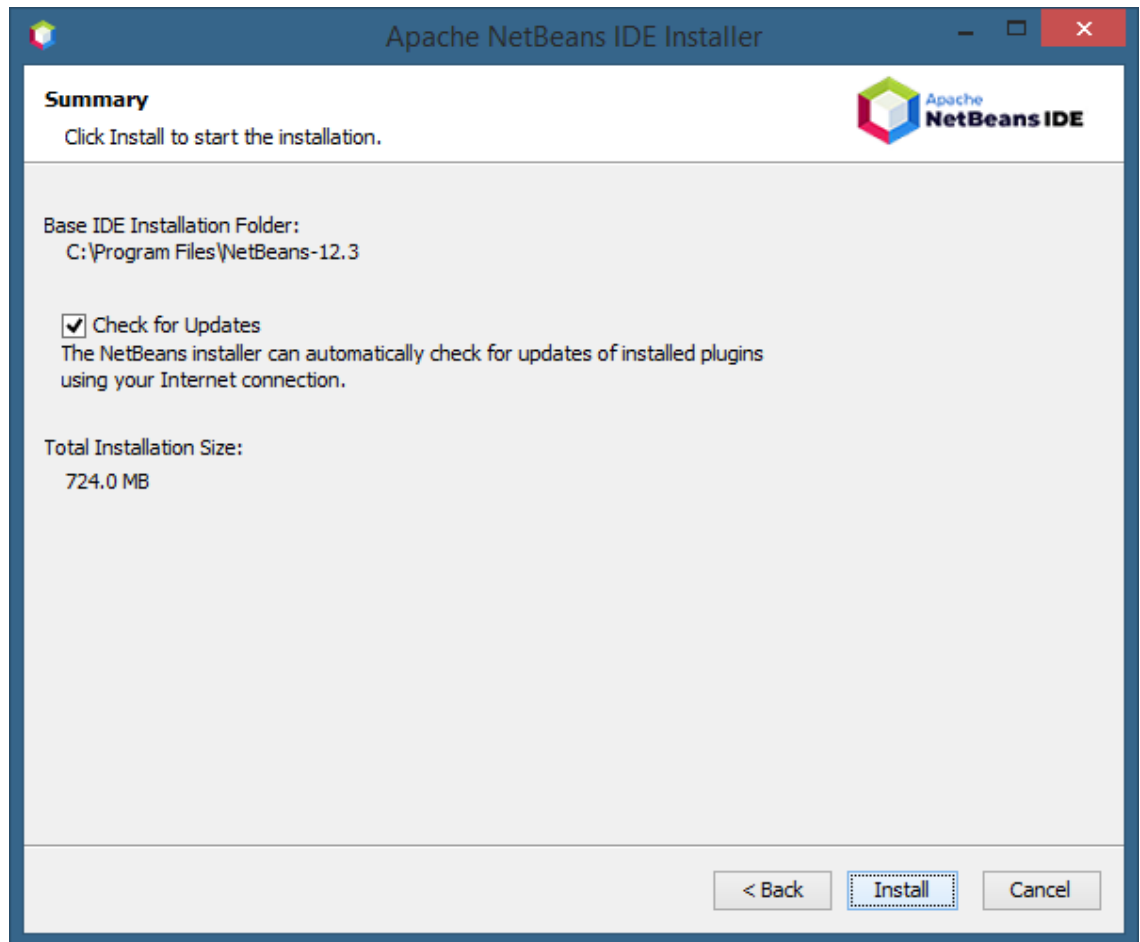 Apache NetBeans IDE Installer
Summary
Click Install to start the installation.
Apache
NetBeans IDE
Base IDE Installation Folder:
C:\Program Files\NetBeans-12.3
Check for Updates
The NetBeans installer can automatically check for updates of installed plugins
using your Internet connection.
Total Installation Size:
724.0 MB
< Back
Install
Cancel